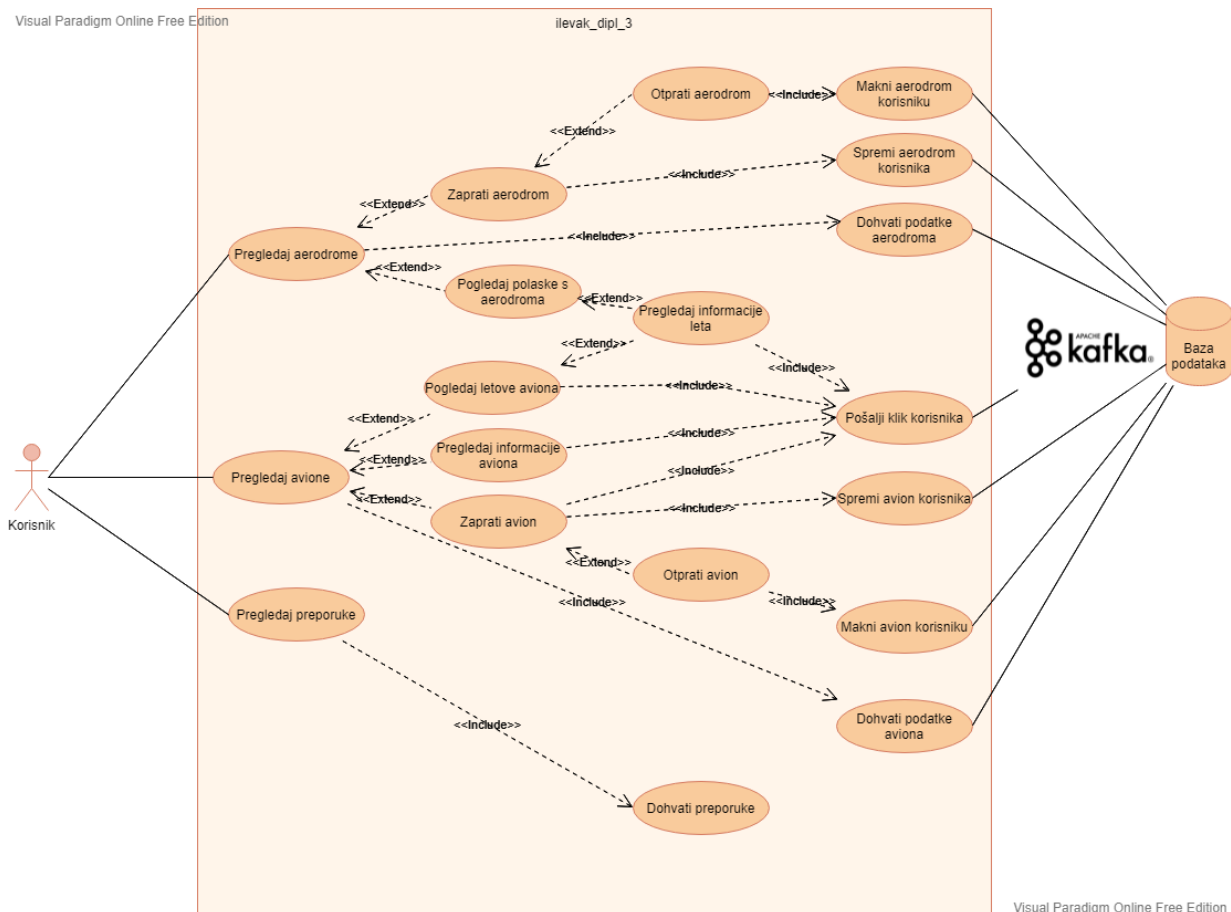 Visual Paradigm Online Free Edition
ilevak_dipl_3
Otprati aerodrom
<<Include>>
Makni aerodrom
korisniku
<<Extend>>
Spremi aerodrom
korisnika
Zaprati aerodrom
<<Include>>
<<Extend>>
Dohvati podatke
aerodroma
<<Include>>
Pregledaj aerodrome
<<Extend>>
Pogledaj polaske s
aerodroma
<<Extend>>
Pregledaj informacije
leta
APACHE
kafka®
Baza
podataka
<<Extend>>
<<Include>>
Pogledaj letove aviona
<<Include>>
Pošalji klik korisnika
<<Extend>>
Pregledaj informacije
aviona
<<Include>>
<<Extend>>
Pregledaj avione
<<Include>>
<<Extend>>
Spremi avion korisnika
Korisnik
Zaprati avion
<<Include>>
<<Extend>>
Otprati avion
<<Include>>
<<Include>>
Pregledaj preporuke
Makni avion korisniku
<<Include>>
Dohvati podatke
aviona
Dohvati preporuke
Visual Paradigm Online Free Edition